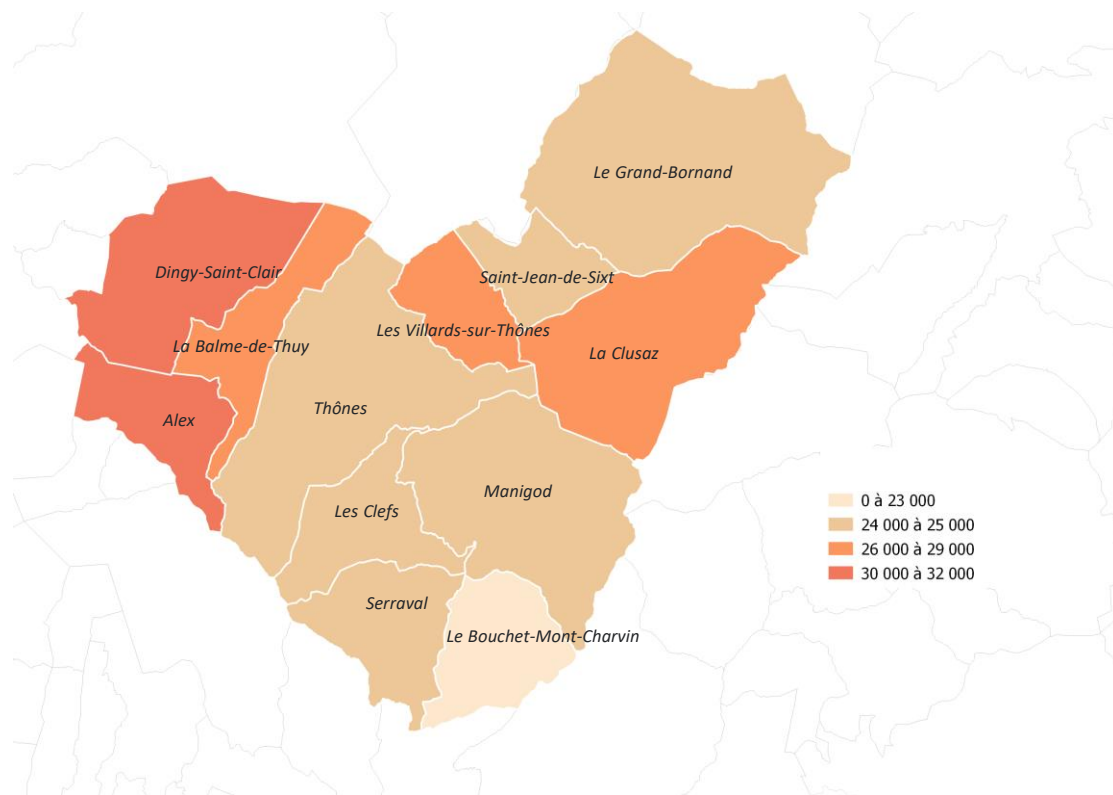 Le Grand-Bornand
Dingy-Saint-Clair
Saint-Jean-de-Sixt
Les Villards-sur-Thônes
La Balme-de-Thuy
La Clusaz
Thônes
Alex
Manigod
Les Clefs
Serraval
Le Bouchet-Mont-Charvin
0 à 23 000
24 000 à 25 000
26 000 à 29 000
30 000 à 32 000